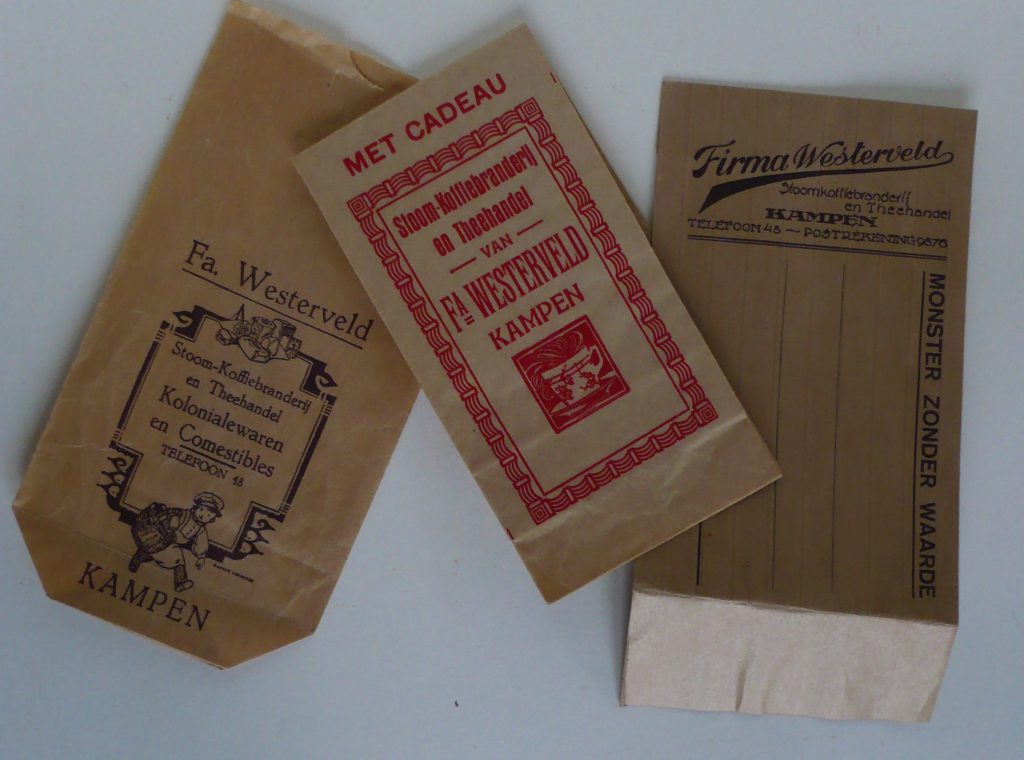 Fa. Westerveld
Stoom-Koffiebranderij
en Theehandel
Kolonialewaren
en Comestibles
TELEFOON 48
KAMPEN
MET CADEAU
Stoom-Koffiebranderij
en Theehandel
VAN
FA WESTERVELD
KAMPEN
Firma Westerveld
Stoomkoffiebranderij
en Theehandel
KAMPEN
TELEFOON 48 ~ POSTREKENING 9876
MONSTER ZONDER WAARDE